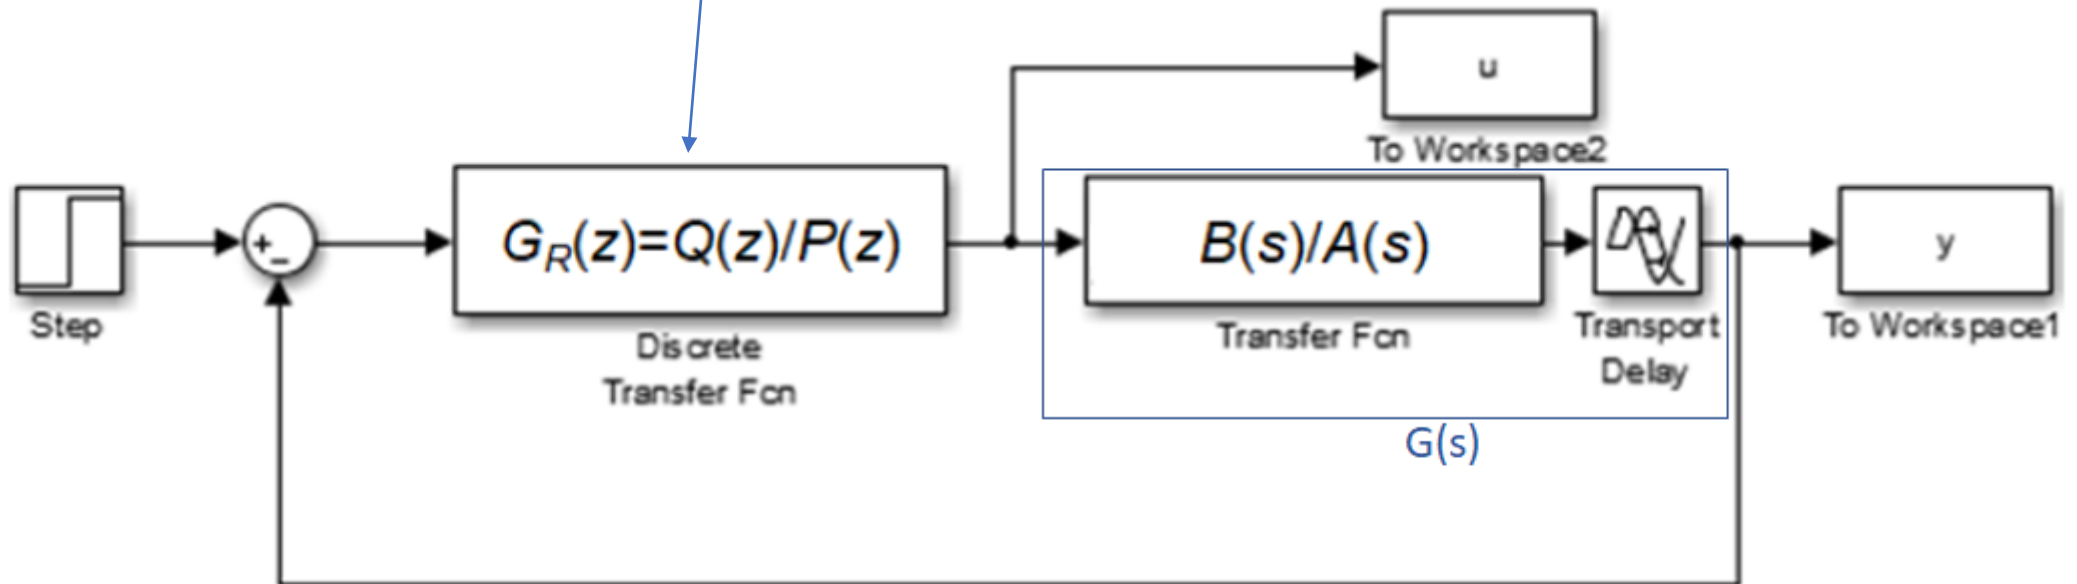 u
To Workspace2
Step
+
−
G_R(z)=Q(z)/P(z)
Discrete
Transfer Fcn
B(s)/A(s)
Transfer Fcn
Transport
Delay
y
To Workspace1
G(s)